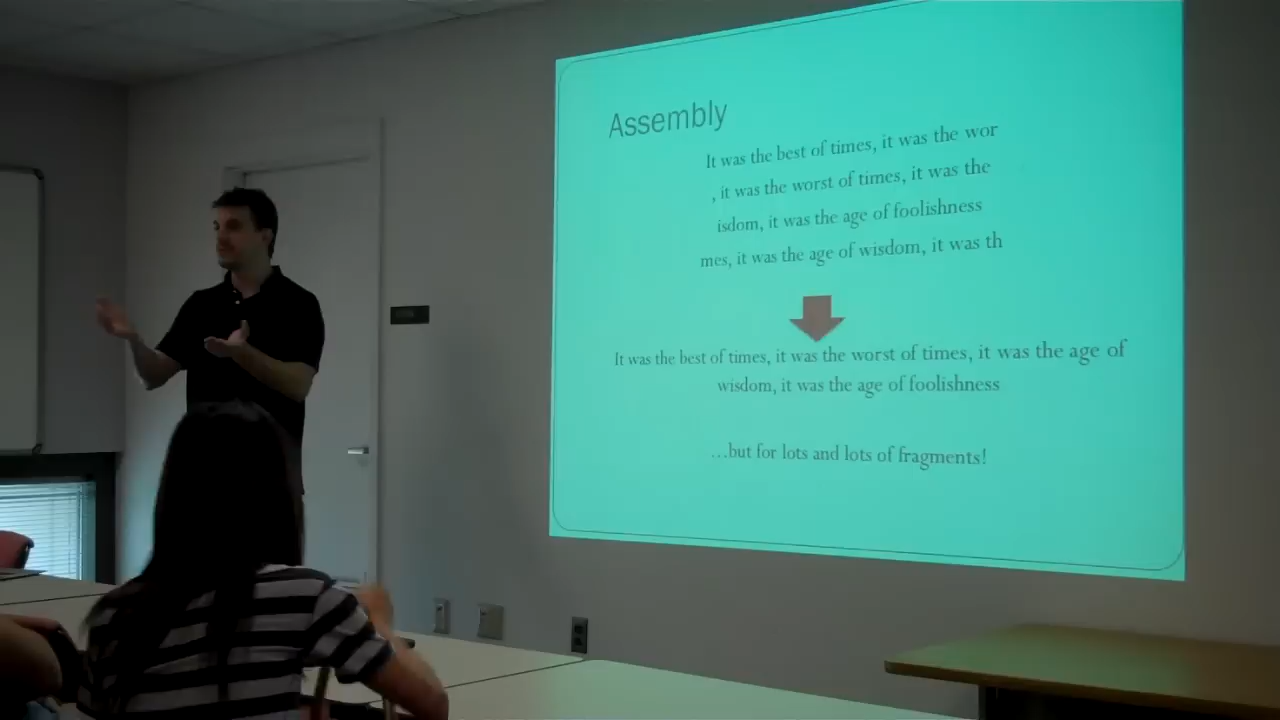 Assembly
It was the best of times, it was the wor
, it was the worst of times, it was the
isdom, it was the age of foolishness
mes, it was the age of wisdom, it was th
It was the best of times, it was the worst of times, it was the age of
wisdom, it was the age of foolishness
...but for lots and lots of fragments!